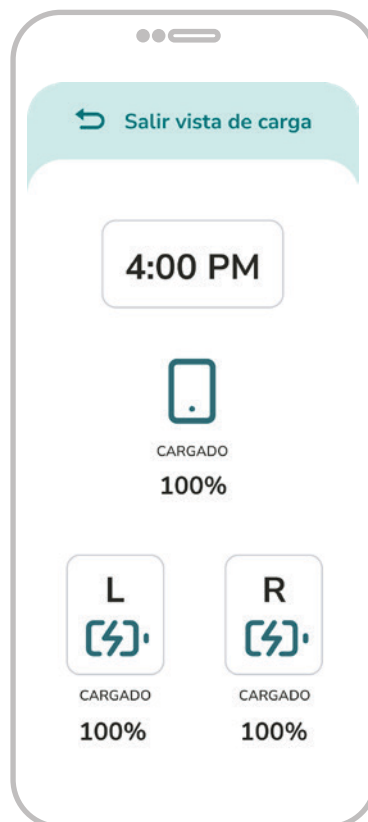 Salir vista de carga
4:00 PM
CARGADO
100%
L
R
CARGADO
CARGADO
100%
100%